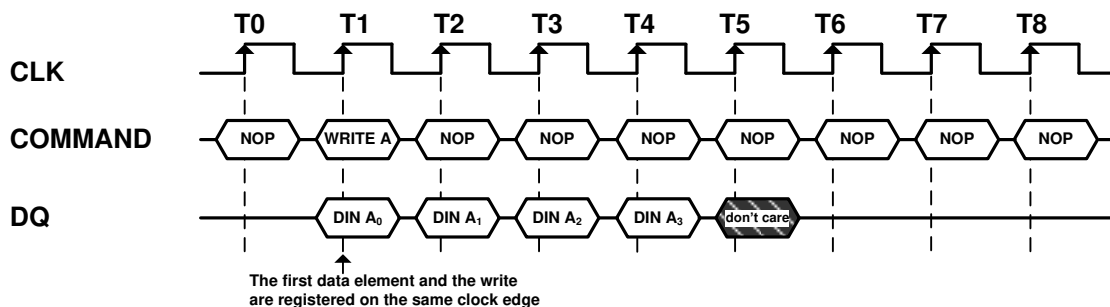 T0 T1 T2 T3 T4 T5 T6 T7 T8
CLK
COMMAND NOP WRITE A NOP NOP NOP NOP NOP NOP NOP
DQ DIN A₀ DIN A₁ DIN A₂ DIN A₃ don't care
The first data element and the write
are registered on the same clock edge